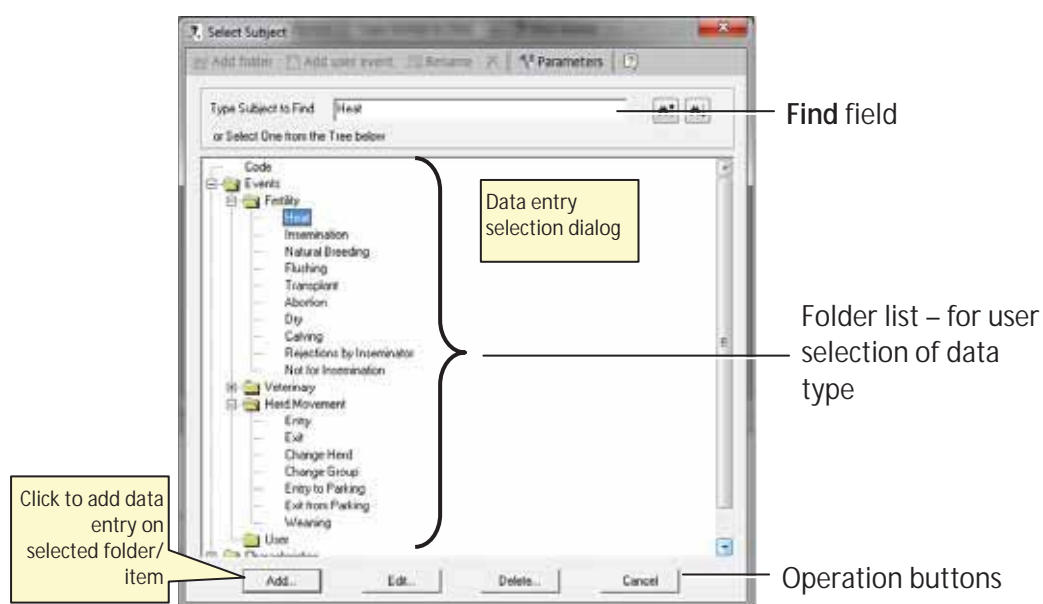 Select Subject
Add folder Add user event Rename Parameters
Type Subject to Find Heat
or Select One from the Tree below
Find field
Code
Events
Fertility
Heat
Insemination
Natural Breeding
Flushing
Transplant
Abortion
Dry
Calving
Rejections by Inseminator
Not for Insemination
Veterinary
Herd Movement
Entry
Exit
Change Herd
Change Group
Entry to Parking
Exit from Parking
Weaning
User
Characteristics
Data entry
selection dialog
Folder list – for user
selection of data
type
Click to add data
entry on
selected folder/
item
Add... Edit... Delete... Cancel
Operation buttons